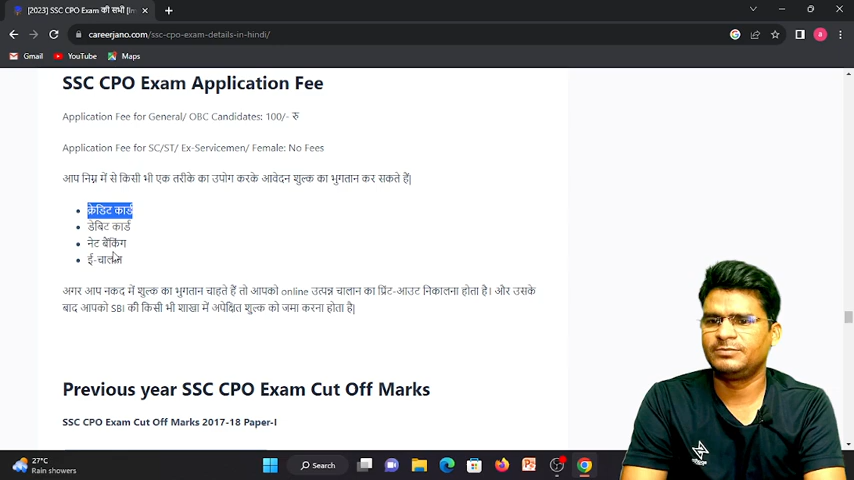 [2023] SSC CPO Exam की सभी [Im
careerjano.com/ssc-cpo-exam-details-in-hindi/
a
Gmail
YouTube
Maps
SSC CPO Exam Application Fee
Application Fee for General/ OBC Candidates: 100/- रु
Application Fee for SC/ST/ Ex-Servicemen/ Female: No Fees
आप निम्न में से किसी भी एक तरीके का उपोग करके आवेदन शुल्क का भुगतान कर सकते हैं|
क्रेडिट कार्ड
डेबिट कार्ड
नेट बैंकिंग
ई-चालान
अगर आप नकद में शुल्क का भुगतान चाहते हैं तो आपको online उत्पन्न चालान का प्रिंट-आउट निकालना होता है। और उसके
बाद आपको SBI की किसी भी शाखा में अपेक्षित शुल्क को जमा करना होता है|
Previous year SSC CPO Exam Cut Off Marks
SSC CPO Exam Cut Off Marks 2017-18 Paper-I
27°C
Rain showers
Search